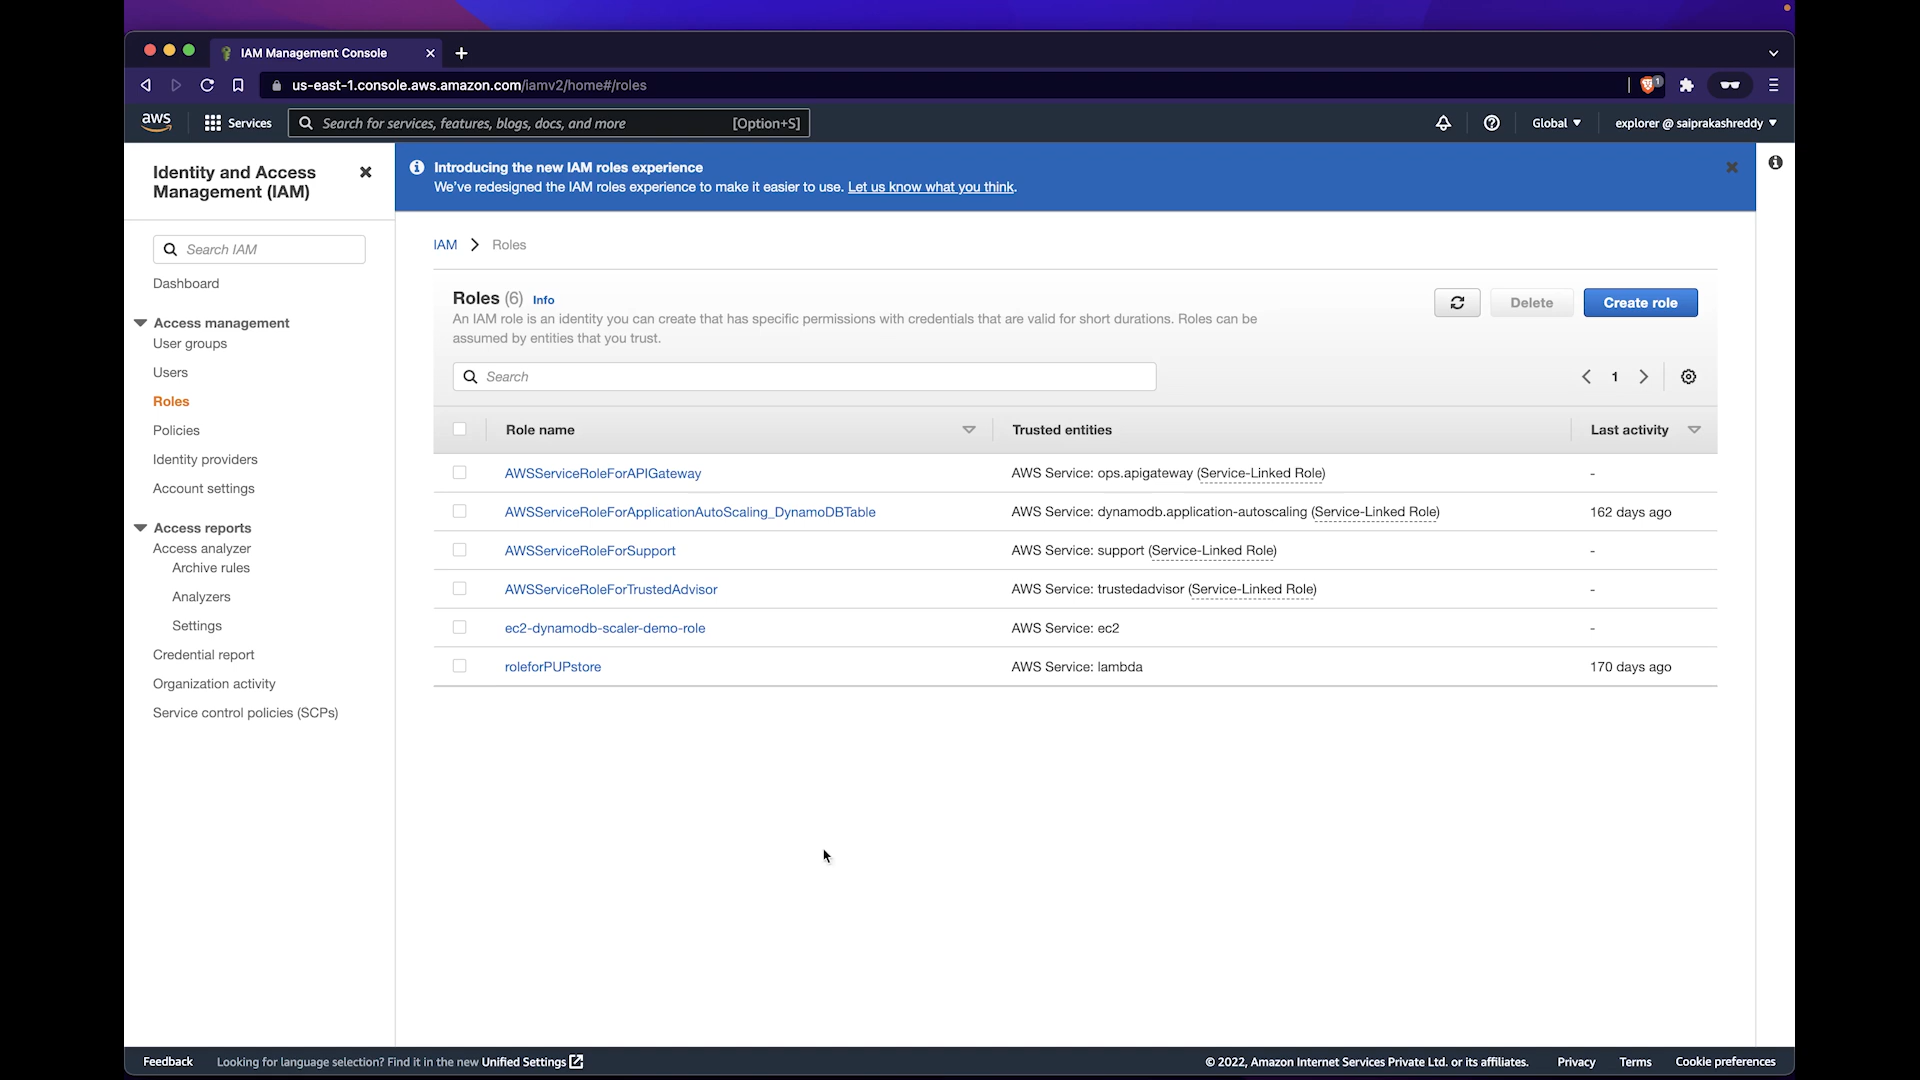 IAM Management Console
us-east-1.console.aws.amazon.com/iamv2/home#/roles
1
aws
Services
Search for services, features, blogs, docs, and more
[Option+S]
Global
explorer @ saiprakashreddy
Identity and Access
Management (IAM)
Search IAM
Dashboard
Access management
User groups
Users
Roles
Policies
Identity providers
Account settings
Access reports
Access analyzer
Archive rules
Analyzers
Settings
Credential report
Organization activity
Service control policies (SCPs)
Introducing the new IAM roles experience
We've redesigned the IAM roles experience to make it easier to use. Let us know what you think.
IAM > Roles
Roles (6) Info
An IAM role is an identity you can create that has specific permissions with credentials that are valid for short durations. Roles can be
assumed by entities that you trust.
Delete
Create role
Search
1
Role name Trusted entities Last activity
AWSServiceRoleForAPIGateway AWS Service: ops.apigateway (Service-Linked Role) -
AWSServiceRoleForApplicationAutoScaling_DynamoDBTable AWS Service: dynamodb.application-autoscaling (Service-Linked Role) 162 days ago
AWSServiceRoleForSupport AWS Service: support (Service-Linked Role) -
AWSServiceRoleForTrustedAdvisor AWS Service: trustedadvisor (Service-Linked Role) -
ec2-dynamodb-scaler-demo-role AWS Service: ec2 -
roleforPUPstore AWS Service: lambda 170 days ago
Feedback
Looking for language selection? Find it in the new Unified Settings
© 2022, Amazon Internet Services Private Ltd. or its affiliates.
Privacy
Terms
Cookie preferences